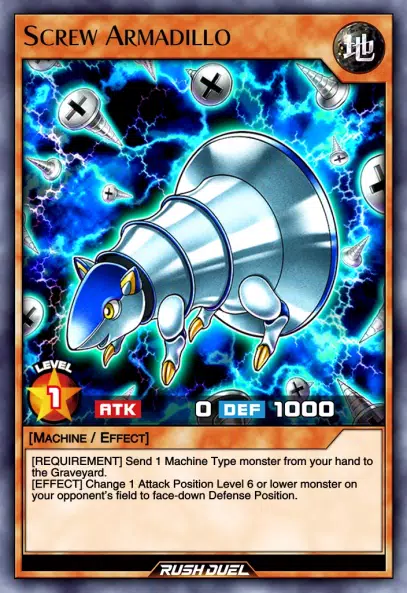 SCREW ARMADILLO
地
LEVEL
1
ATK 0 DEF 1000
[MACHINE / EFFECT]
[REQUIREMENT] Send 1 Machine Type monster from your hand to
the Graveyard.
[EFFECT] Change 1 Attack Position Level 6 or lower monster on
your opponent's field to face-down Defense Position.
RUSH DUEL